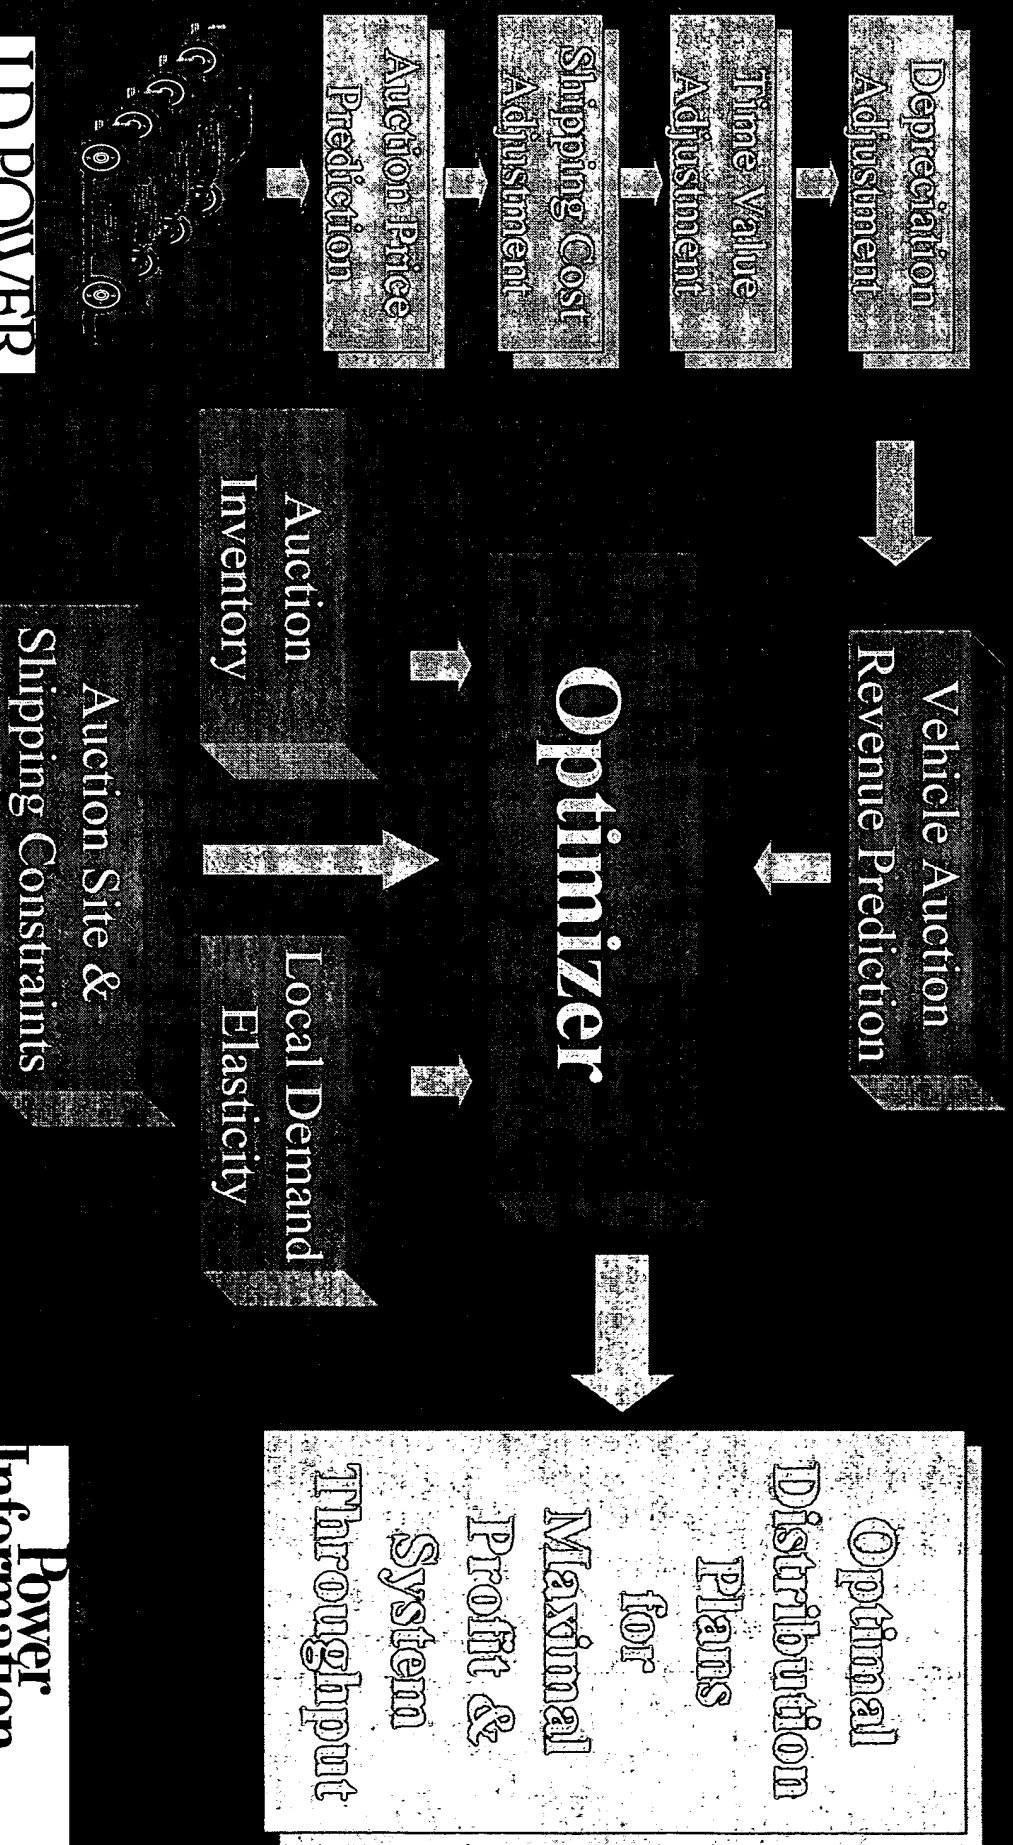 Depreciation
Adjustment
Time Value
Adjustment
Shipping Cost
Adjustment
Auction Price
Prediction
Vehicle Auction
Revenue Prediction
Optimizer
Auction
Inventory
Local Demand
Elasticity
Auction Site &
Shipping Constraints
Optimal
Distribution
Plans
for
Maximal
Profit &
System
Throughput
J.D. POWER
Power
Information